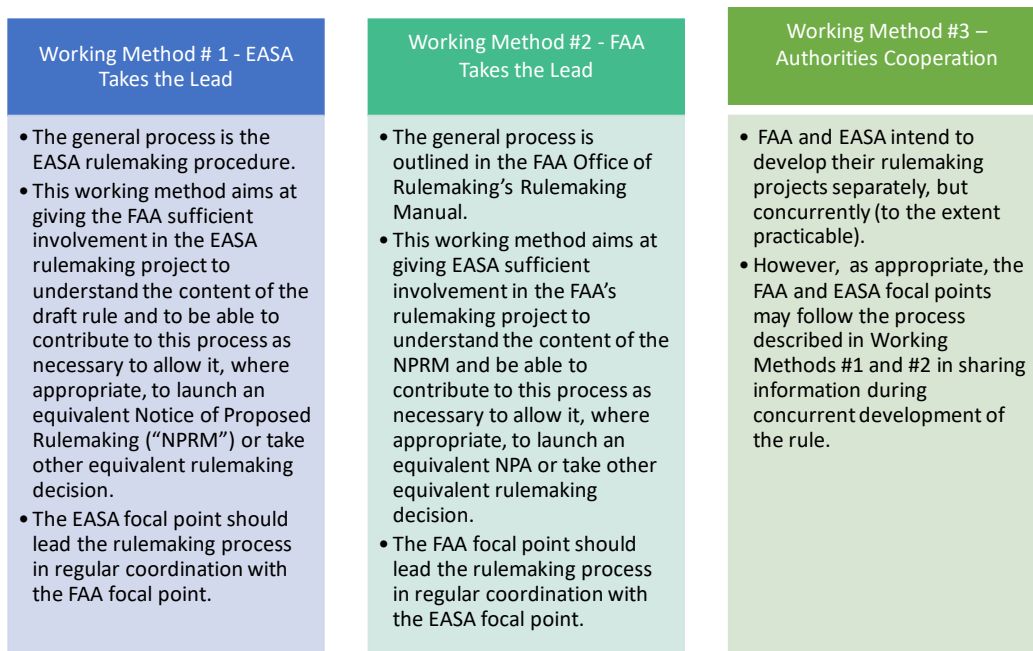 Working Method # 1 - EASA
Takes the Lead
• The general process is the
EASA rulemaking procedure.
• This working method aims at
giving the FAA sufficient
involvement in the EASA
rulemaking project to
understand the content of the
draft rule and to be able to
contribute to this process as
necessary to allow it, where
appropriate, to launch an
equivalent Notice of Proposed
Rulemaking (“NPRM”) or take
other equivalent rulemaking
decision.
• The EASA focal point should
lead the rulemaking process
in regular coordination with
the FAA focal point.
Working Method #2 - FAA
Takes the Lead
• The general process is
outlined in the FAA Office of
Rulemaking’s Rulemaking
Manual.
• This working method aims at
giving EASA sufficient
involvement in the FAA’s
rulemaking project to
understand the content of the
NPRM and be able to
contribute to this process as
necessary to allow it, where
appropriate, to launch an
equivalent NPA or take other
equivalent rulemaking
decision.
• The FAA focal point should
lead the rulemaking process
in regular coordination with
the EASA focal point.
Working Method #3 –
Authorities Cooperation
• FAA and EASA intend to
develop their rulemaking
projects separately, but
concurrently (to the extent
practicable).
• However, as appropriate, the
FAA and EASA focal points
may follow the process
described in Working
Methods #1 and #2 in sharing
information during
concurrent development of
the rule.